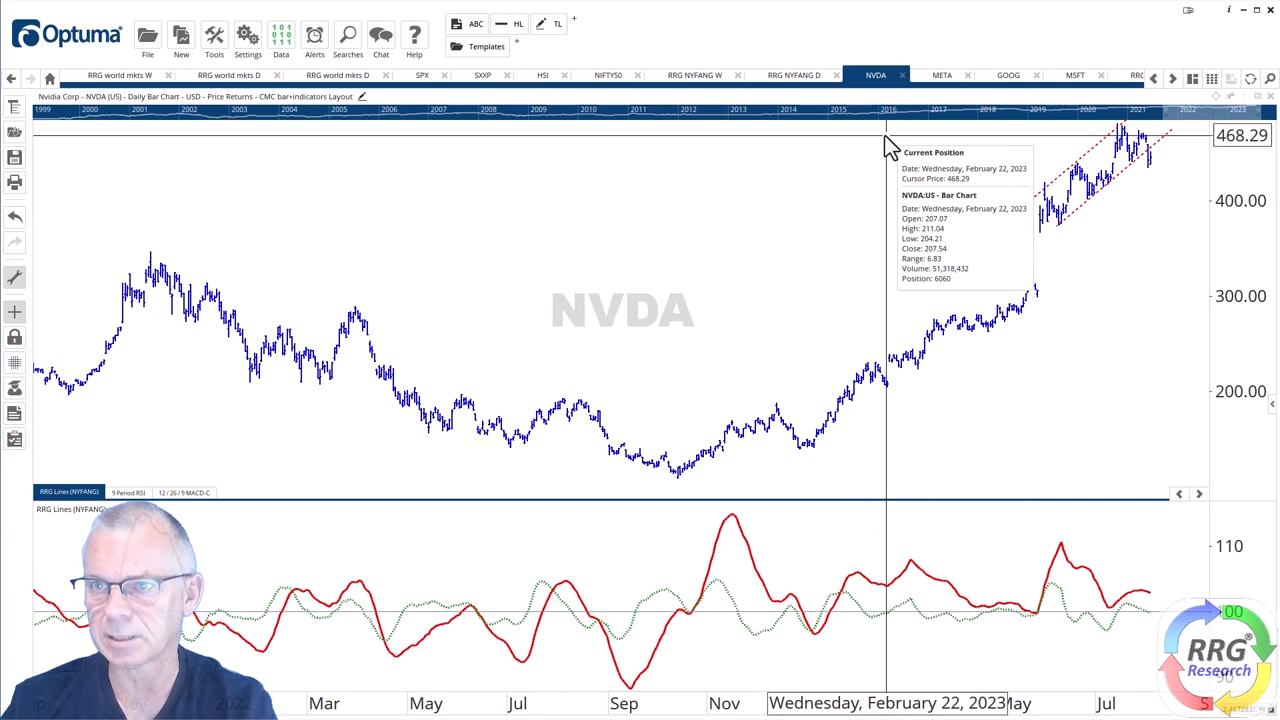 Optuma
ABC HL TL
Templates
File New Tools Settings Data Alerts Searches Chat Help
RRG world mkts W RRG world mkts D RRG world mkts D SPX SXXP HSI NIFTY50 RRG NYFANG W RRG NYFANG D NVDA META GOOG MSFT RRC
Nvidia Corp - NVDA (US) - Daily Bar Chart - USD - Price Returns - CMC bar+indicators Layout
1999 2000 2001 2002 2003 2004 2005 2006 2007 2008 2009 2010 2011 2012 2013 2014 2015 2016 2017 2018 2019 2020 2021 2022 2023
468.29
Current Position
Date: Wednesday, February 22, 2023
Cursor Price: 468.29
NVDA:US - Bar Chart
Date: Wednesday, February 22, 2023
Open: 207.07
High: 211.04
Low: 204.21
Close: 207.54
Range: 6.83
Volume: 51,318,432
Position: 6060
400.00
300.00
200.00
NVDA
RRG Lines (NYFANG) 9 Period RSI 12 / 26 / 9 MACD-C
RRG Lines (NYFANG)
110
100
90
RRG®
Research
2022 Mar May Jul Sep Nov Wednesday, February 22, 2023 May Jul S